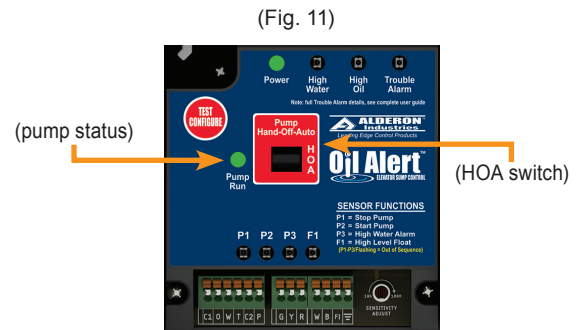 (Fig. 11)
Power
High Water
High Oil
Trouble Alarm
Note: full Trouble Alarm details, see complete user guide
TEST
CONFIGURE
Pump
Hand-Off-Auto
H
O
A
ALDERON
Industries
Leading Edge Control Products
(pump status)
Pump
Run
Oil Alert™
ELEVATOR SUMP CONTROL
(HOA switch)
SENSOR FUNCTIONS
P1 = Stop Pump
P2 = Start Pump
P3 = High Water Alarm
F1 = High Level Float
(P1-P3/Flashing = Out of Sequence)
P1 P2 P3 F1
C1 O W T C2 P
G Y R
W B F1
SENSITIVITY
ADJUST